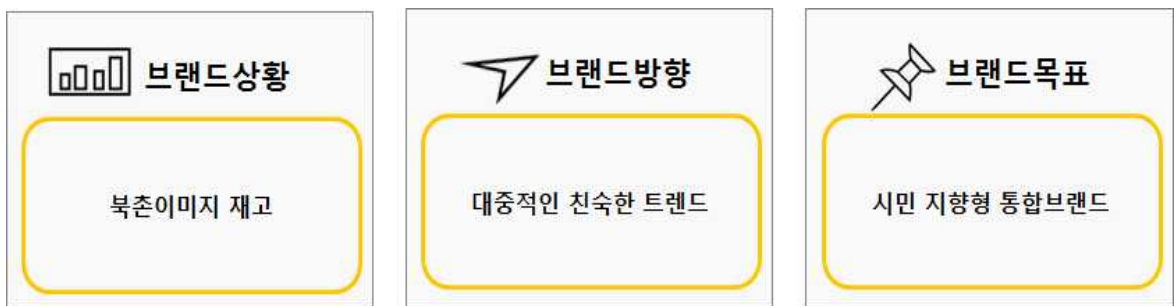 브랜드상황
북촌이미지 재고
브랜드방향
대중적인 친숙한 트렌드
브랜드목표
시민 지향형 통합브랜드